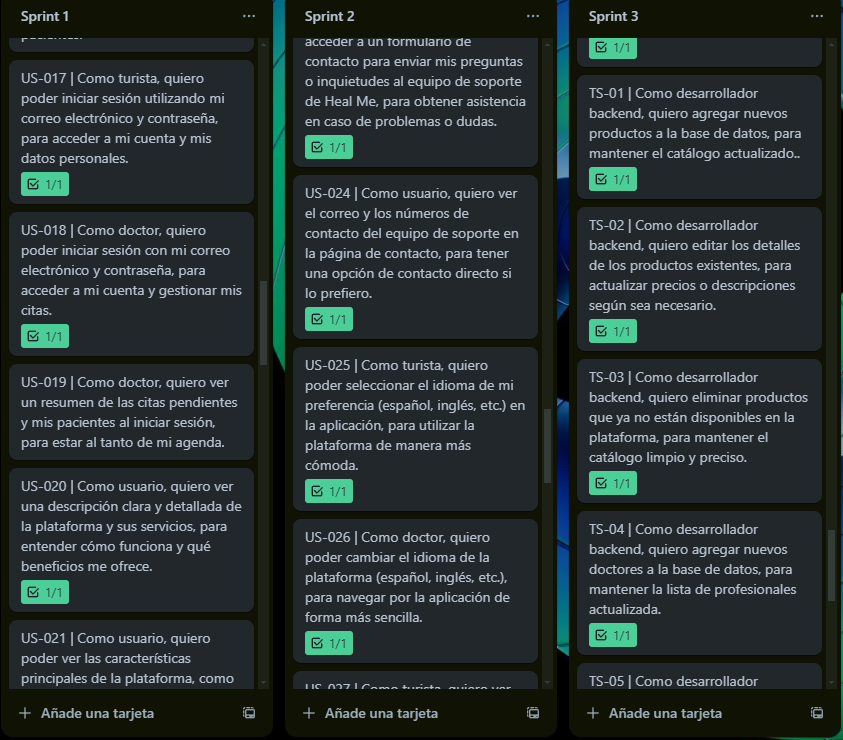 Sprint 1
pacientes.
US-017 | Como turista, quiero
poder iniciar sesión utilizando mi
correo electrónico y contraseña,
para acceder a mi cuenta y mis
datos personales.
1/1
US-018 | Como doctor, quiero
poder iniciar sesión con mi correo
electrónico y contraseña, para
acceder a mi cuenta y gestionar mis
citas.
1/1
US-019 | Como doctor, quiero ver
un resumen de las citas pendientes
y mis pacientes al iniciar sesión,
para estar al tanto de mi agenda.
US-020 | Como usuario, quiero ver
una descripción clara y detallada de
la plataforma y sus servicios, para
entender cómo funciona y qué
beneficios me ofrece.
1/1
US-021 | Como usuario, quiero
poder ver las características
principales de la plataforma, como
Añade una tarjeta
Sprint 2
acceder a un formulario de
contacto para enviar mis preguntas
o inquietudes al equipo de soporte
de Heal Me, para obtener asistencia
en caso de problemas o dudas.
1/1
US-024 | Como usuario, quiero ver
el correo y los números de
contacto del equipo de soporte en
la página de contacto, para tener
una opción de contacto directo si
lo prefiero.
1/1
US-025 | Como turista, quiero
poder seleccionar el idioma de mi
preferencia (español, inglés, etc.) en
la aplicación, para utilizar la
plataforma de manera más
cómoda.
1/1
US-026 | Como doctor, quiero
poder cambiar el idioma de la
plataforma (español, inglés, etc.),
para navegar por la aplicación de
forma más sencilla.
1/1
US-027 | Como turista, quiero ver
Añade una tarjeta
Sprint 3
1/1
TS-01 | Como desarrollador
backend, quiero agregar nuevos
productos a la base de datos, para
mantener el catálogo actualizado..
1/1
TS-02 | Como desarrollador
backend, quiero editar los detalles
de los productos existentes, para
actualizar precios o descripciones
según sea necesario.
1/1
TS-03 | Como desarrollador
backend, quiero eliminar productos
que ya no están disponibles en la
plataforma, para mantener el
catálogo limpio y preciso.
1/1
TS-04 | Como desarrollador
backend, quiero agregar nuevos
doctores a la base de datos, para
mantener la lista de profesionales
actualizada.
1/1
TS-05 | Como desarrollador
Añade una tarjeta